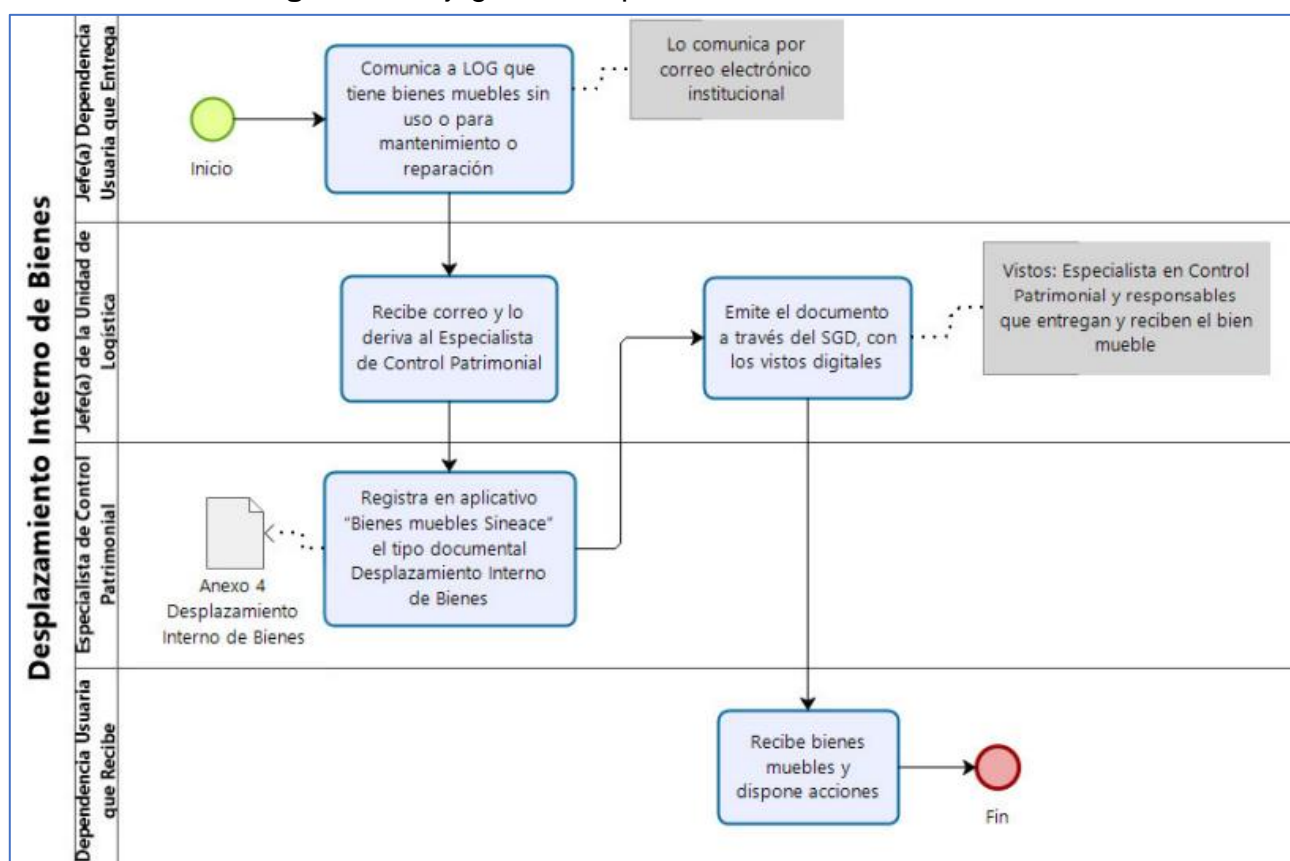 Desplazamiento Interno de Bienes
Jefe(a) Dependencia
Usuaria que Entrega
Inicio
Comunica a LOG que
tiene bienes muebles sin
uso o para
mantenimiento o
reparación
Lo comunica por
correo electrónico
institucional
Jefe(a) de la Unidad de
Logística
Recibe correo y lo
deriva al Especialista
de Control Patrimonial
Emite el documento
a través del SGD, con
los vistos digitales
Vistos: Especialista en Control
Patrimonial y responsables
que entregan y reciben el bien
mueble
Especialista de Control
Patrimonial
Anexo 4
Desplazamiento
Interno de Bienes
Registra en aplicativo
"Bienes muebles Sineace"
el tipo documental
Desplazamiento Interno
de Bienes
Dependencia Usuaria
que Recibe
Recibe bienes
muebles y
dispone acciones
Fin